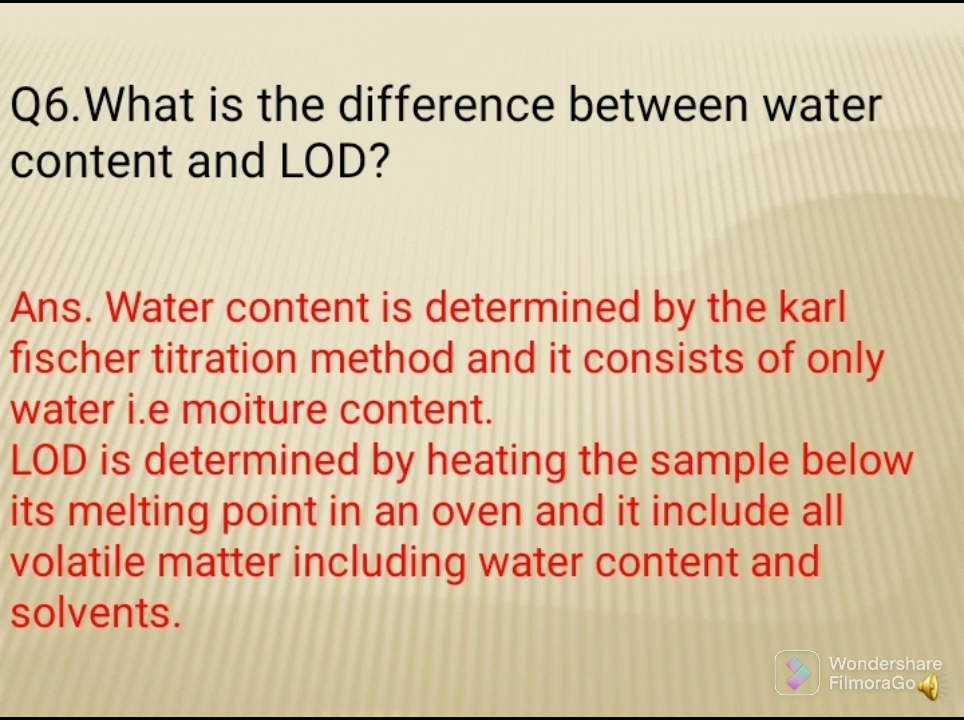 Q6.What is the difference between water
content and LOD?
Ans. Water content is determined by the karl
fischer titration method and it consists of only
water i.e moiture content.
LOD is determined by heating the sample below
its melting point in an oven and it include all
volatile matter including water content and
solvents.
Wondershare
FilmoraGo